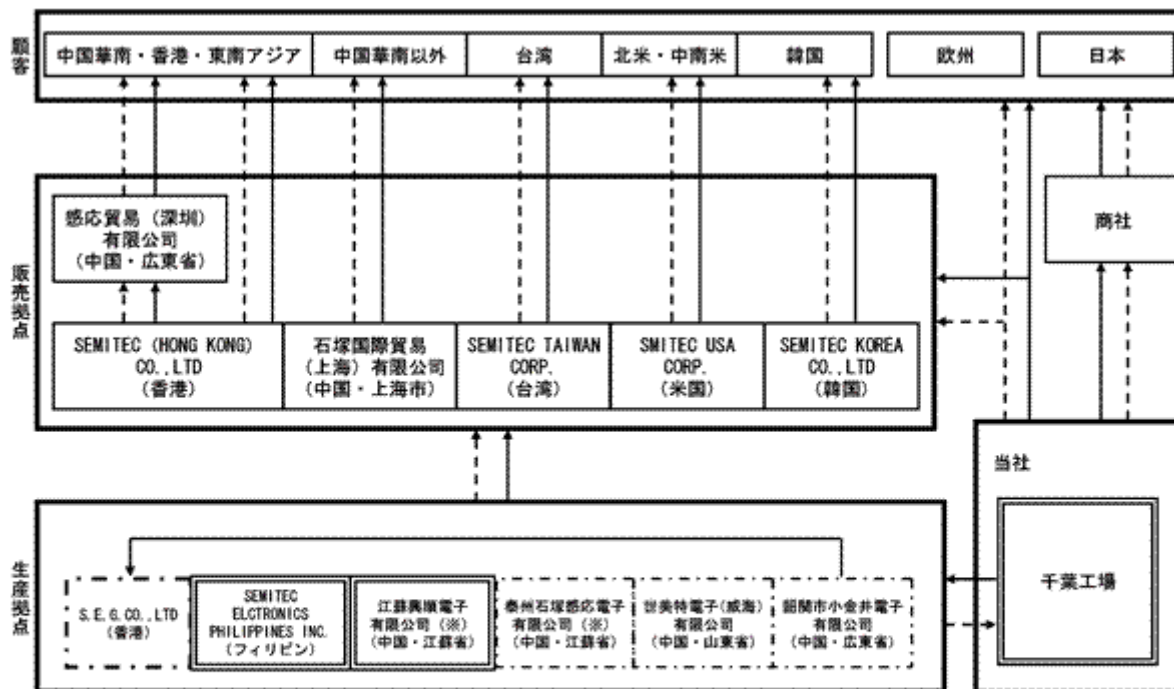 顧客
中国華南・香港・東南アジア
中国華南以外
台湾
北米・中南米
韓国
欧州
日本
販売拠点
感応貿易（深圳）
有限公司
（中国・広東省）
商社
SEMITEC (HONG KONG)
CO.,LTD
（香港）
石塚国際貿易
（上海）有限公司
（中国・上海市）
SEMITEC TAIWAN
CORP.
（台湾）
SMITEC USA
CORP.
（米国）
SEMITEC KOREA
CO.,LTD
（韓国）
当社
千葉工場
生産拠点
S.E.G.CO.,LTD
（香港）
SEMITEC
ELCTRONICS
PHILIPPINES INC.
（フィリピン）
江蘇興順電子
有限公司（※）
（中国・江蘇省）
泰州石塚感応電子
有限公司（※）
（中国・江蘇省）
世美特電子（威海）
有限公司
（中国・山東省）
韶関市小金井電子
有限公司
（中国・広東省）